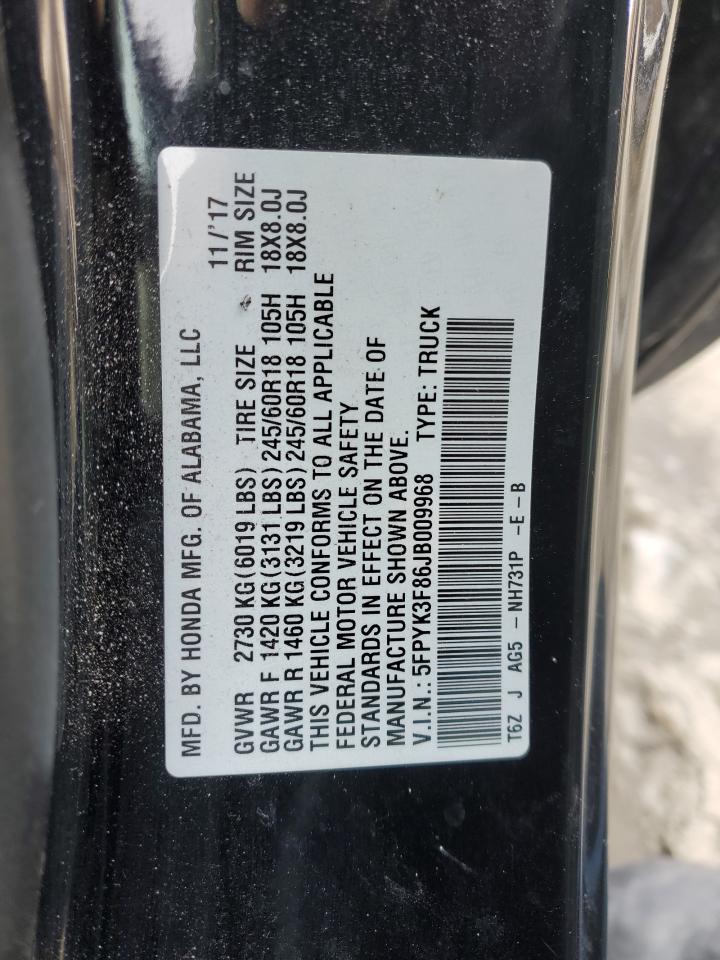 MFD. BY HONDA MFG. OF ALABAMA, LLC 11/'17
GVWR 2730 KG(6019 LBS) TIRE SIZE RIM SIZE
GAWR F 1420 KG(3131 LBS) 245/60R18 105H 18X8.0J
GAWR R 1460 KG(3219 LBS) 245/60R18 105H 18X8.0J
THIS VEHICLE CONFORMS TO ALL APPLICABLE
FEDERAL MOTOR VEHICLE SAFETY
STANDARDS IN EFFECT ON THE DATE OF
MANUFACTURE SHOWN ABOVE.
V.I.N.: 5FPYK3F86JB009968 TYPE: TRUCK
T6Z J AG5 – NH731P –E–B